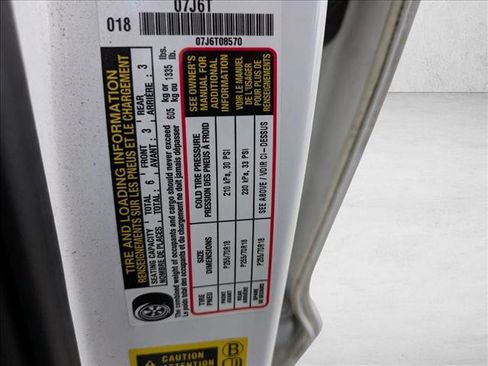 018 07J6T
07J6T08570
TIRE AND LOADING INFORMATION
RENSEIGNEMENTS SUR LES PNEUS ET LE CHARGEMENT
SEATING CAPACITY TOTAL: 6 FRONT: 3 REAR: 3
NOMBRE DE PLACES TOTAL: 6 AVANT: 3 ARRIÈRE: 3
The combined weight of occupants and cargo should never exceed 605 kg or 1335 lbs.
Le poids total des occupants et du chargement ne doit jamais dépasser 605 kg ou 1335 lbs.
TIRE SIZE COLD TIRE PRESSURE
PNEU DIMENSIONS PRESSION DES PNEUS À FROID
FRONT
AVANT P255/70R18 210 kPa, 30 PSI
REAR
ARRIÈRE P255/70R18 230 kPa, 33 PSI
SPARE
DE SECOURS P255/70R18 SEE ABOVE / VOIR CI-DESSUS
SEE OWNER'S
MANUAL FOR
ADDITIONAL
INFORMATION
VOIR LE MANUEL
DE L'USAGER
POUR PLUS DE
RENSEIGNEMENTS
CAUTION
ATTENTION
B